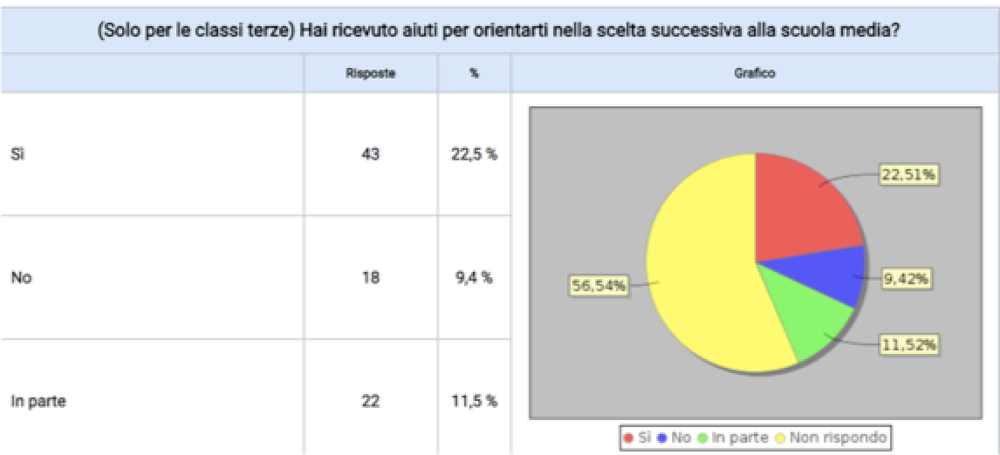 (Solo per le classi terze) Hai ricevuto aiuti per orientarti nella scelta successiva alla scuola media?
Risposte % Grafico
Sì 43 22,5 %
No 18 9,4 %
In parte 22 11,5 %
22,51%
9,42%
11,52%
56,54%
Sì No In parte Non rispondo